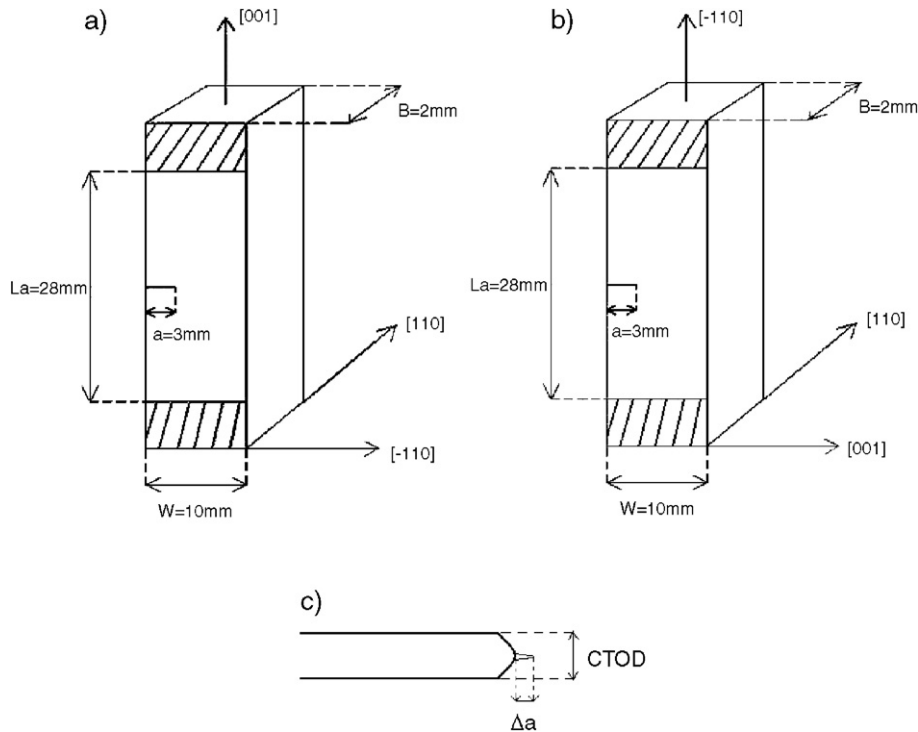 a)
[001]
B=2mm
La=28mm
a=3mm
[110]
[-110]
W=10mm
b)
[-110]
B=2mm
La=28mm
a=3mm
[110]
[001]
W=10mm
c)
CTOD
Δa